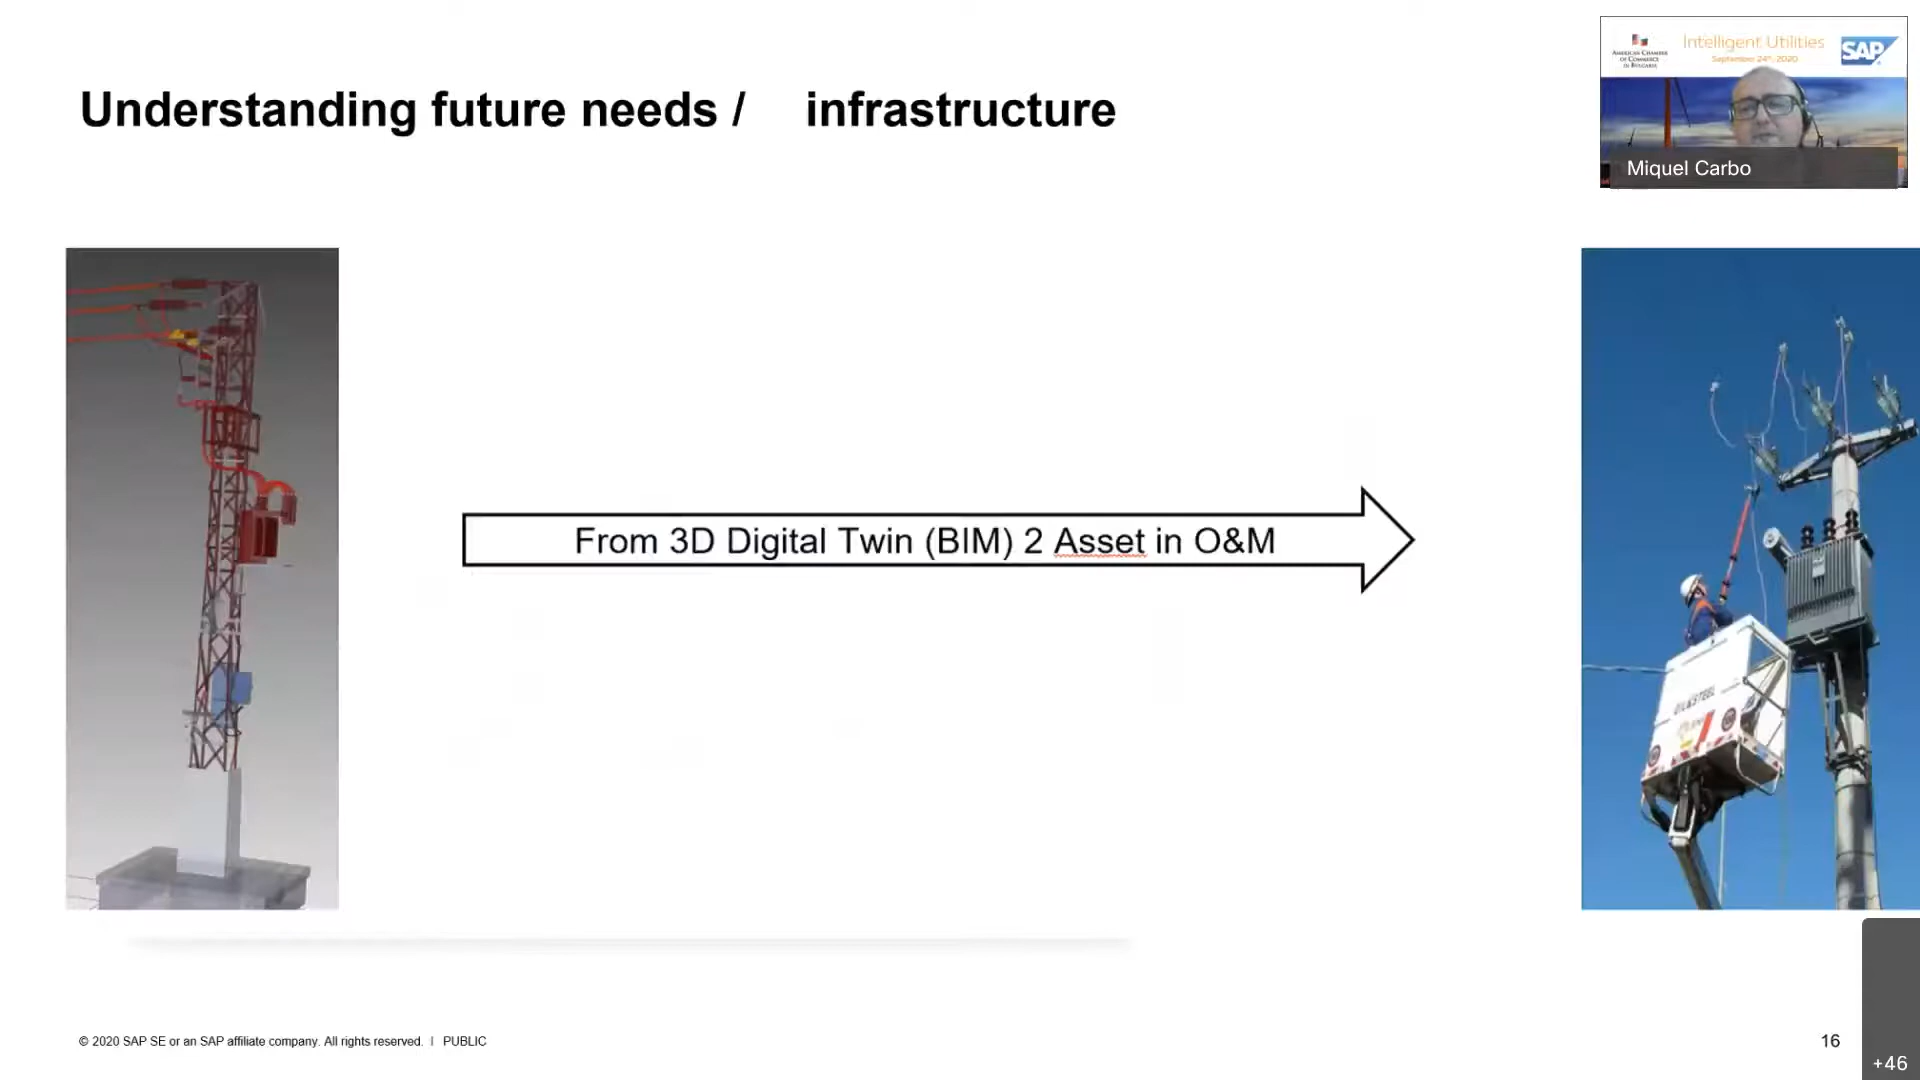 Understanding future needs / infrastructure
AMERICAN CHAMBER
OF COMMERCE
IN BULGARIA
Intelligent Utilities
September 24th, 2020
SAP
Miquel Carbo
From 3D Digital Twin (BIM) 2 Asset in O&M
OIL&STEEL
© 2020 SAP SE or an SAP affiliate company. All rights reserved. | PUBLIC
16
+46